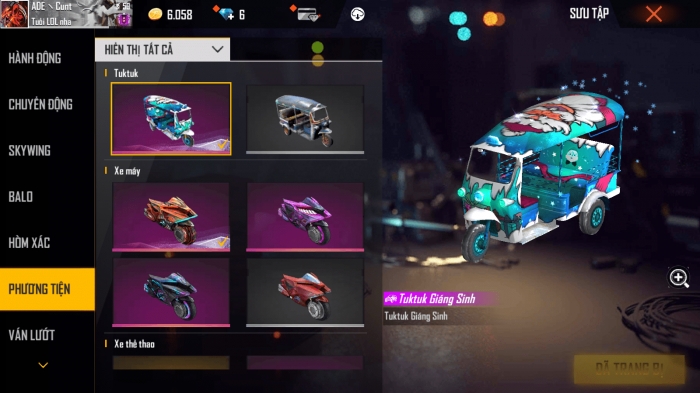 ADE ヽ Cunt
Tuổi LOL nha
6.058
6
SƯU TẬP
HÀNH ĐỘNG
CHUYỂN ĐỘNG
SKYWING
BALO
HÒM XÁC
PHƯƠNG TIỆN
VÁN LƯỚT
HIỂN THỊ TẤT CẢ
Tuktuk
Xe máy
Xe thể thao
Tuktuk Giáng Sinh
Tuktuk Giáng Sinh
ĐÃ TRANG BỊ